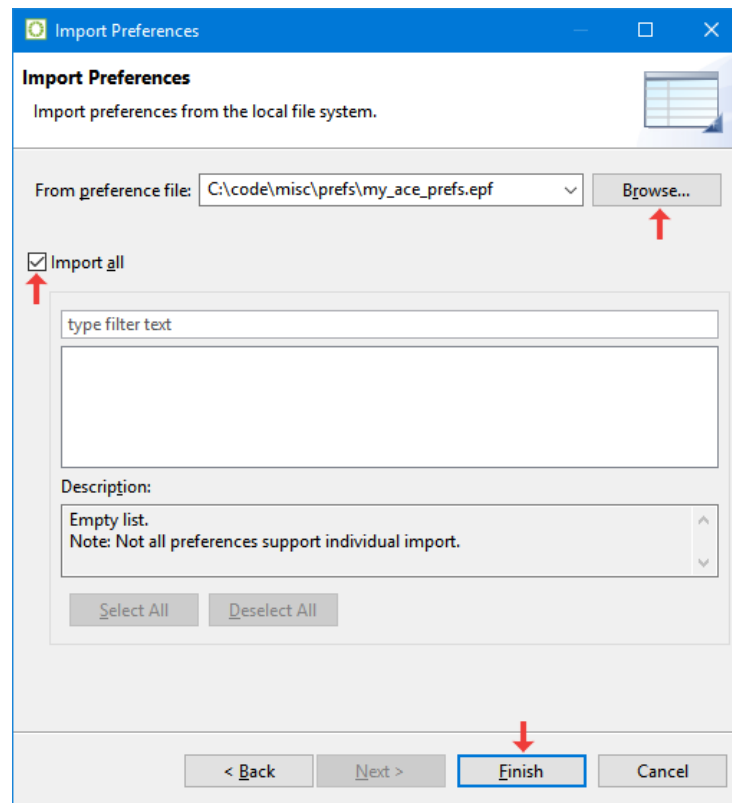 Import Preferences
Import Preferences
Import preferences from the local file system.
From preference file: C:\code\misc\prefs\my_ace_prefs.epf Browse...
Import all
type filter text
Description:
Empty list.
Note: Not all preferences support individual import.
Select All Deselect All
< Back Next > Finish Cancel